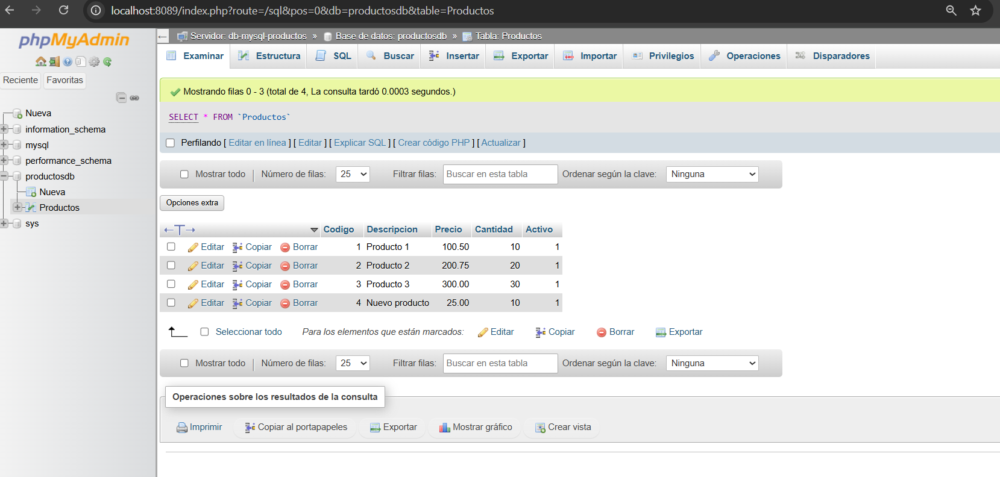 localhost:8089/index.php?route=/sql&pos=0&db=productosdb&table=Productos
phpMyAdmin
Reciente Favoritas
Nueva
information_schema
mysql
performance_schema
productosdb
Nueva
Productos
sys
Servidor: db-mysql-productos » Base de datos: productosdb » Tabla: Productos
Examinar Estructura SQL Buscar Insertar Exportar Importar Privilegios Operaciones Disparadores
Mostrando filas 0 - 3 (total de 4, La consulta tardó 0.0003 segundos.)
SELECT * FROM `Productos`
Perfilando [ Editar en línea ] [ Editar ] [ Explicar SQL ] [ Crear código PHP ] [ Actualizar ]
Mostrar todo | Número de filas: 25 Filtrar filas: Buscar en esta tabla Ordenar según la clave: Ninguna
Opciones extra
←T→ Codigo Descripcion Precio Cantidad Activo
Editar Copiar Borrar 1 Producto 1 100.50 10 1
Editar Copiar Borrar 2 Producto 2 200.75 20 1
Editar Copiar Borrar 3 Producto 3 300.00 30 1
Editar Copiar Borrar 4 Nuevo producto 25.00 10 1
Seleccionar todo Para los elementos que están marcados: Editar Copiar Borrar Exportar
Mostrar todo | Número de filas: 25 Filtrar filas: Buscar en esta tabla Ordenar según la clave: Ninguna
Operaciones sobre los resultados de la consulta
Imprimir Copiar al portapapeles Exportar Mostrar gráfico Crear vista